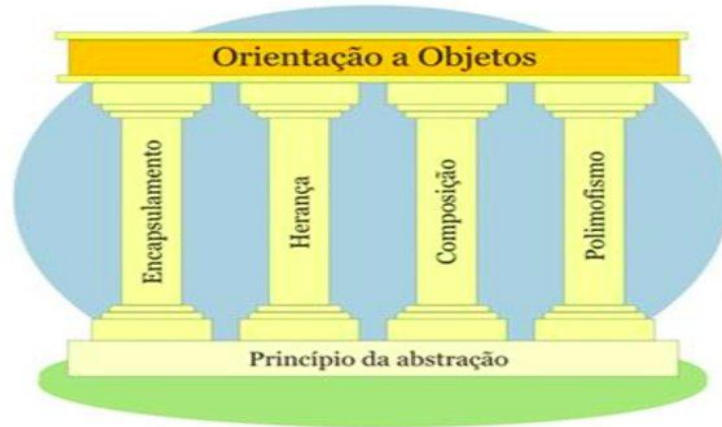 Orientação a Objetos
Encapsulamento
Herança
Composição
Polimofismo
Princípio da abstração